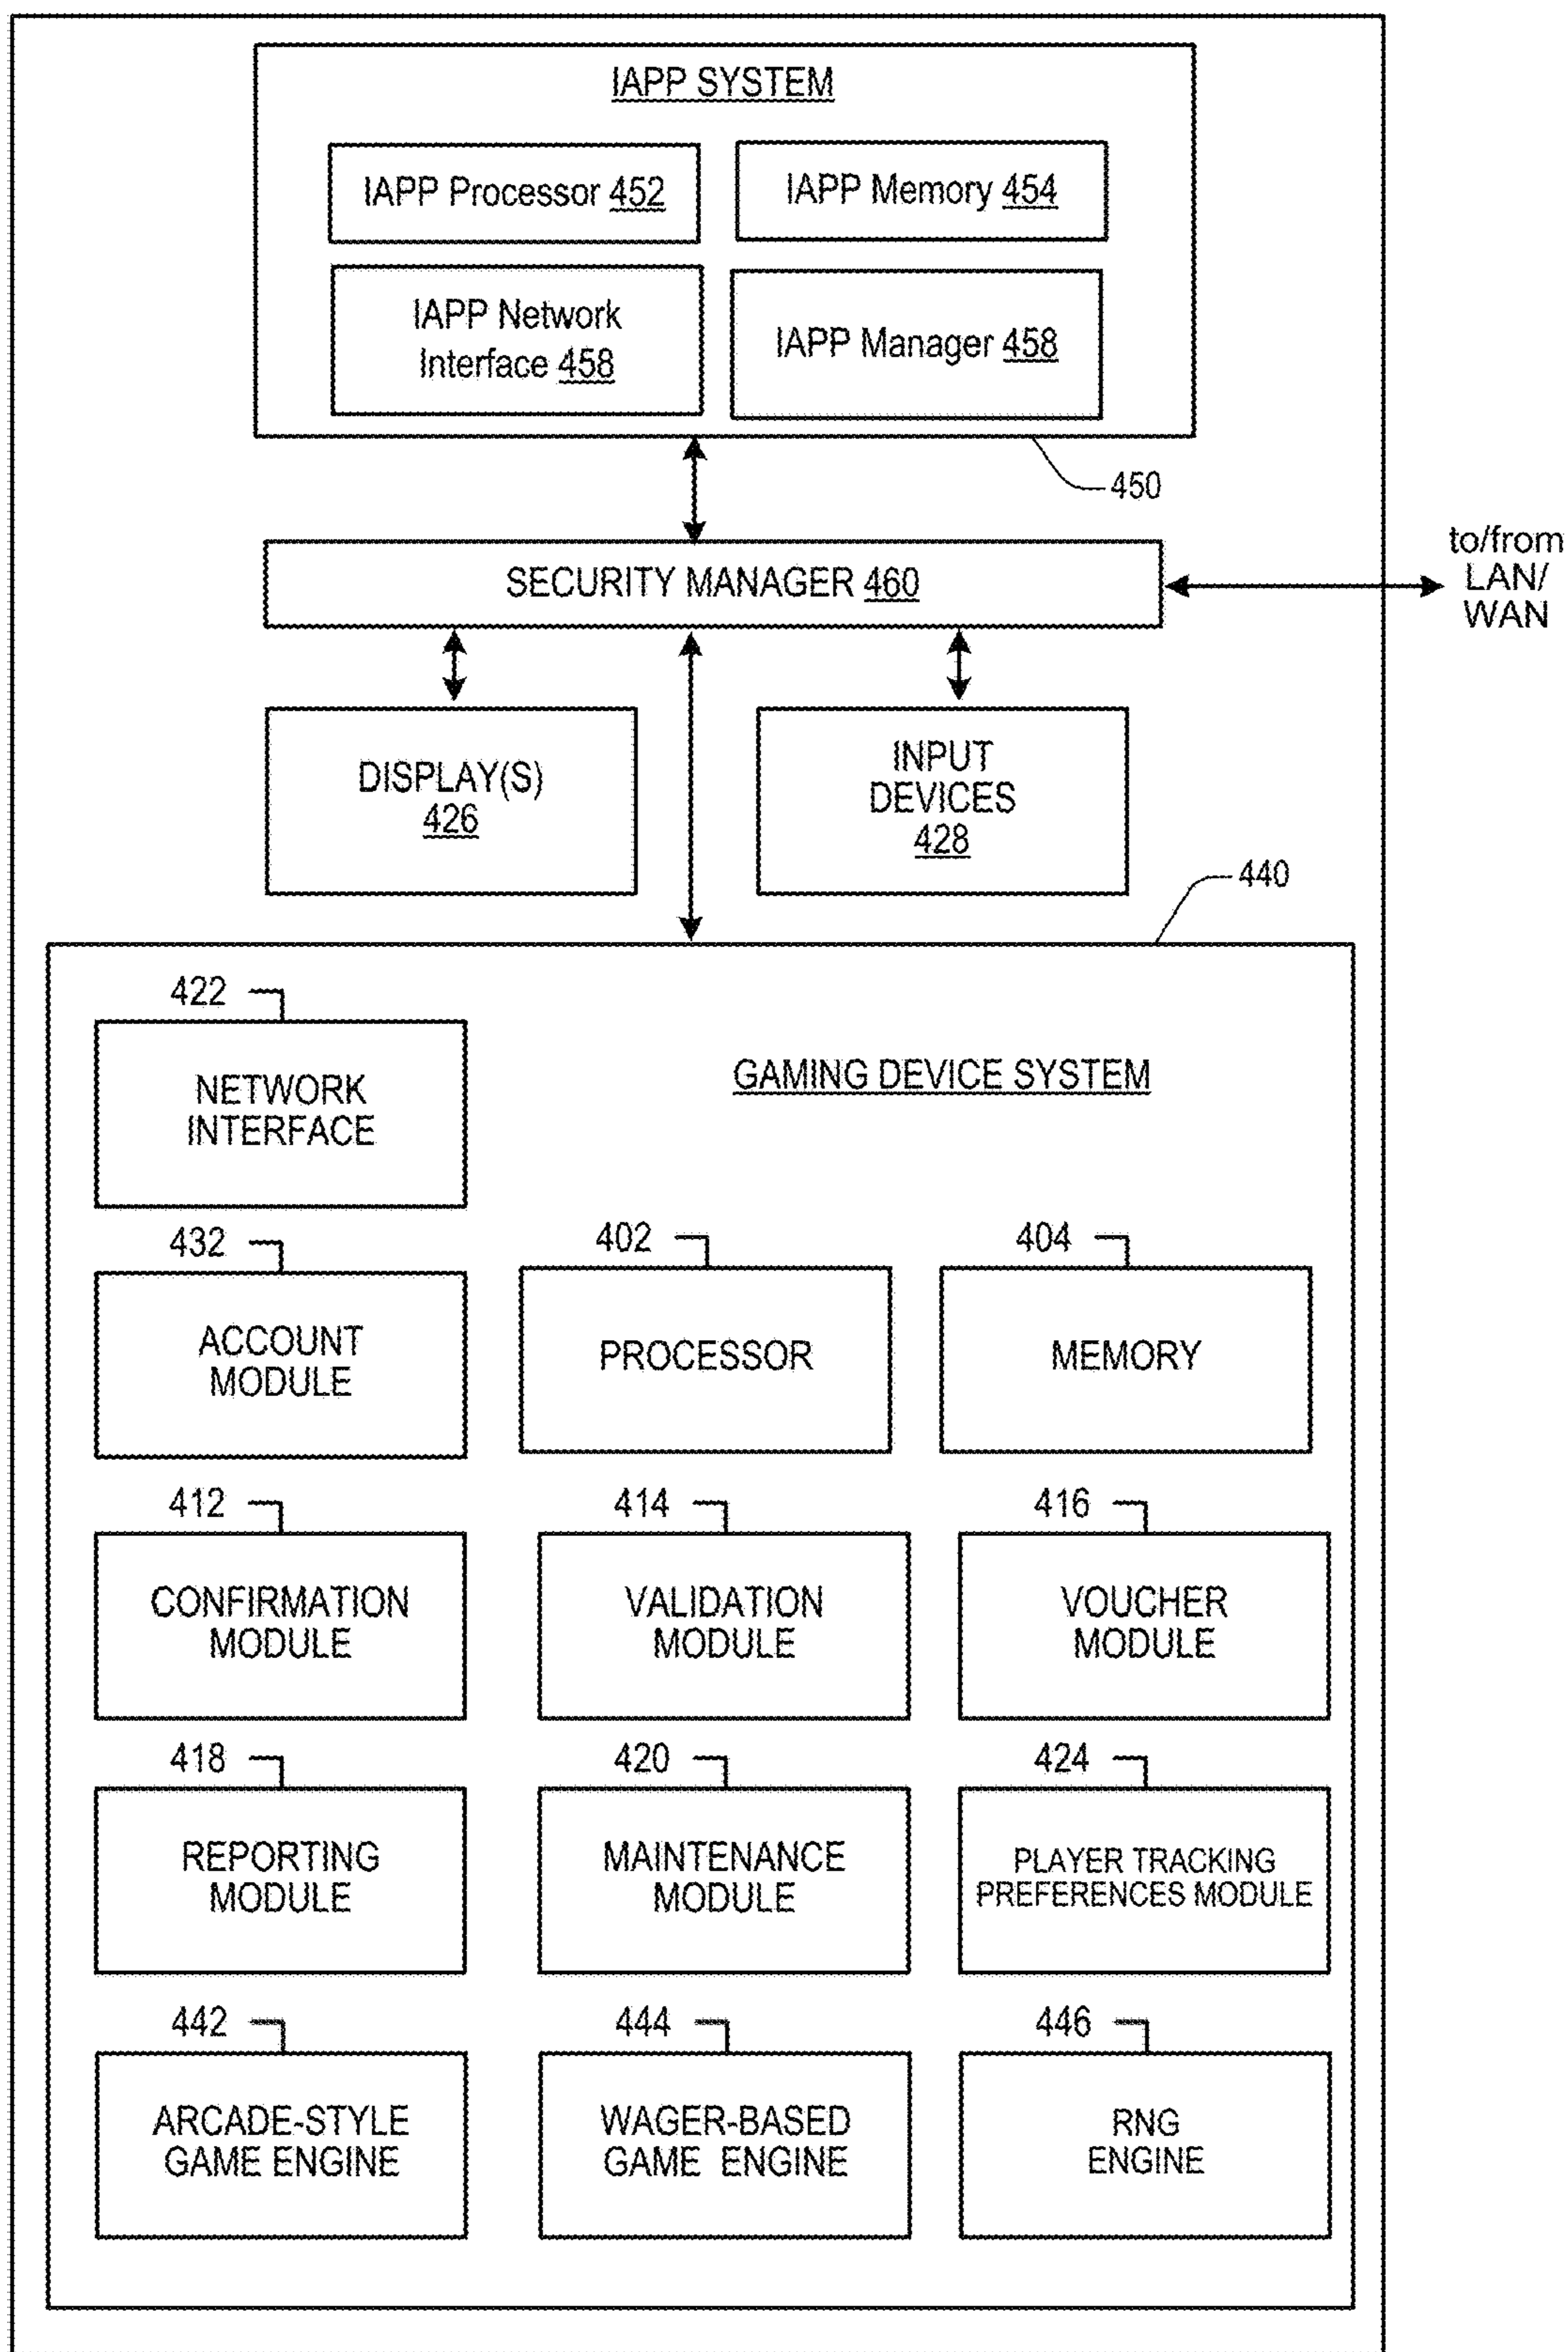 IAPP SYSTEM
IAPP Processor 452
IAPP Memory 454
IAPP Network
Interface 458
IAPP Manager 458
450
SECURITY MANAGER 460
to/from
LAN/
WAN
DISPLAY(S)
426
INPUT
DEVICES
428
440
422
NETWORK
INTERFACE
GAMING DEVICE SYSTEM
432
ACCOUNT
MODULE
402
PROCESSOR
404
MEMORY
412
CONFIRMATION
MODULE
414
VALIDATION
MODULE
416
VOUCHER
MODULE
418
REPORTING
MODULE
420
MAINTENANCE
MODULE
424
PLAYER TRACKING
PREFERENCES MODULE
442
ARCADE-STYLE
GAME ENGINE
444
WAGER-BASED
GAME ENGINE
446
RNG
ENGINE